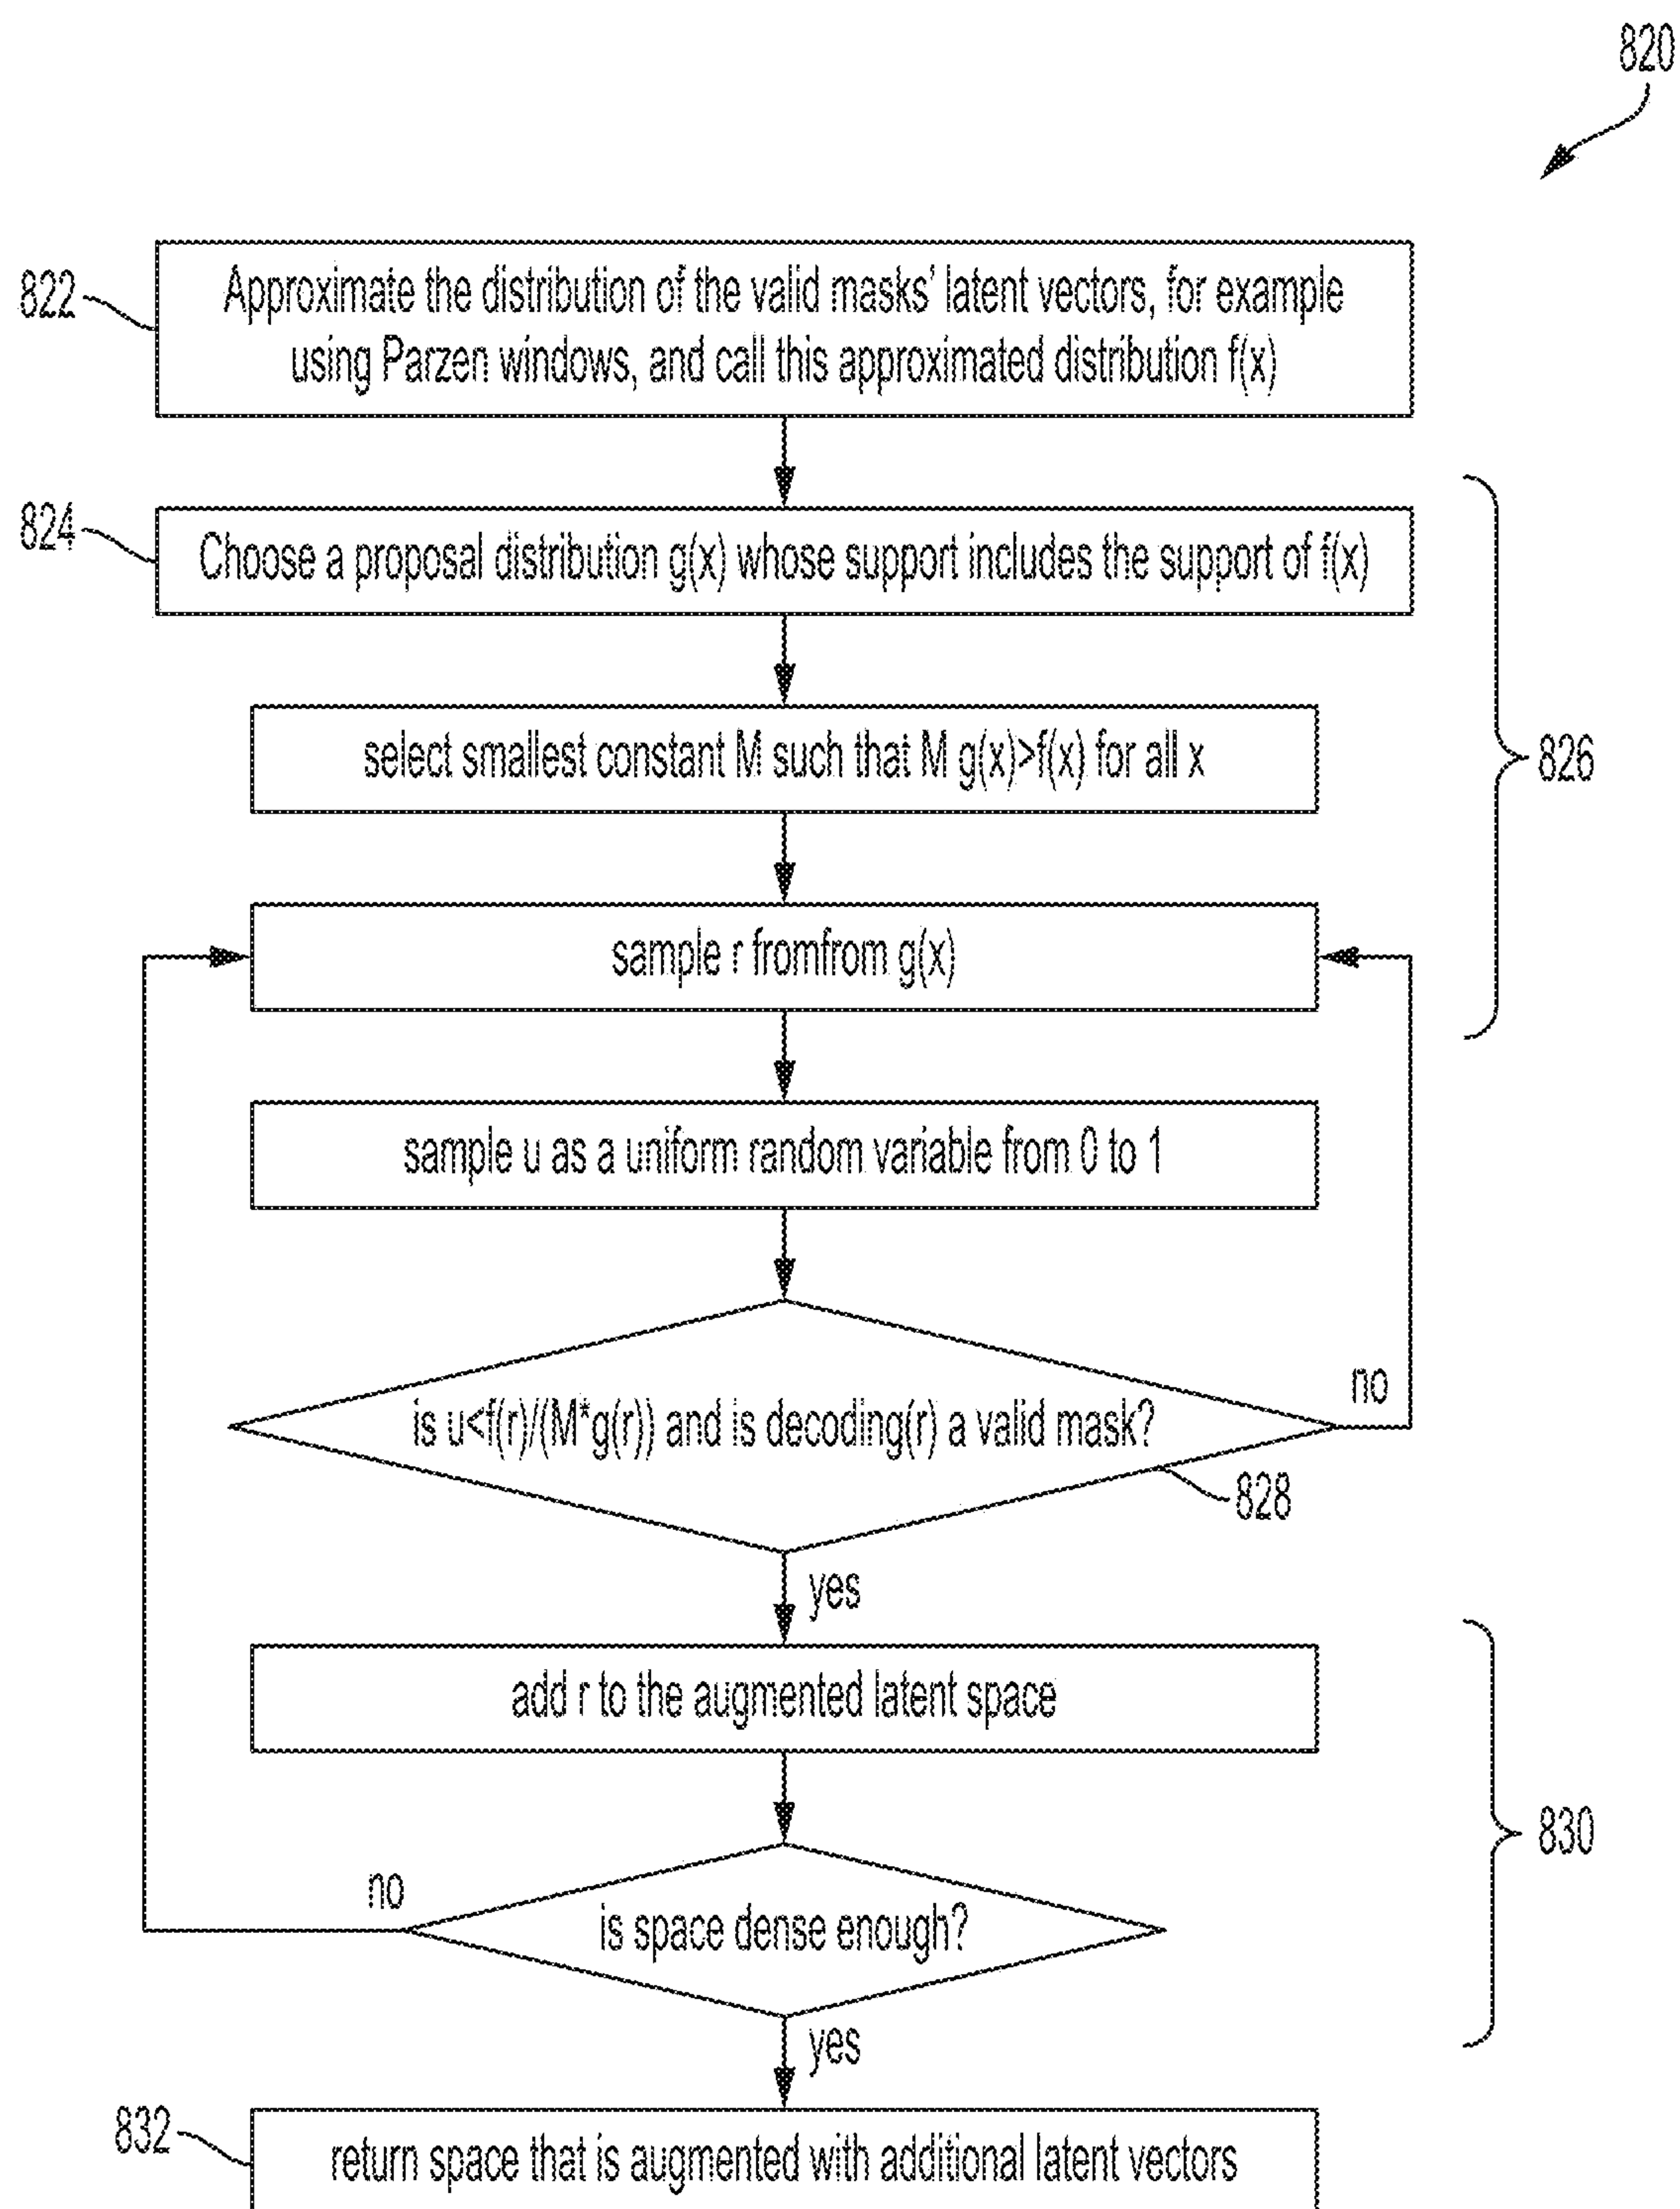 820
822
Approximate the distribution of the valid masks' latent vectors, for example
using Parzen windows, and call this approximated distribution f(x)
824
Choose a proposal distribution g(x) whose support includes the support of f(x)
select smallest constant M such that M g(x)>f(x) for all x
826
sample r fromfrom g(x)
sample u as a uniform random variable from 0 to 1
no
is u<f(r)/(M*g(r)) and is decoding(r) a valid mask?
828
yes
add r to the augmented latent space
830
no
is space dense enough?
yes
832
return space that is augmented with additional latent vectors